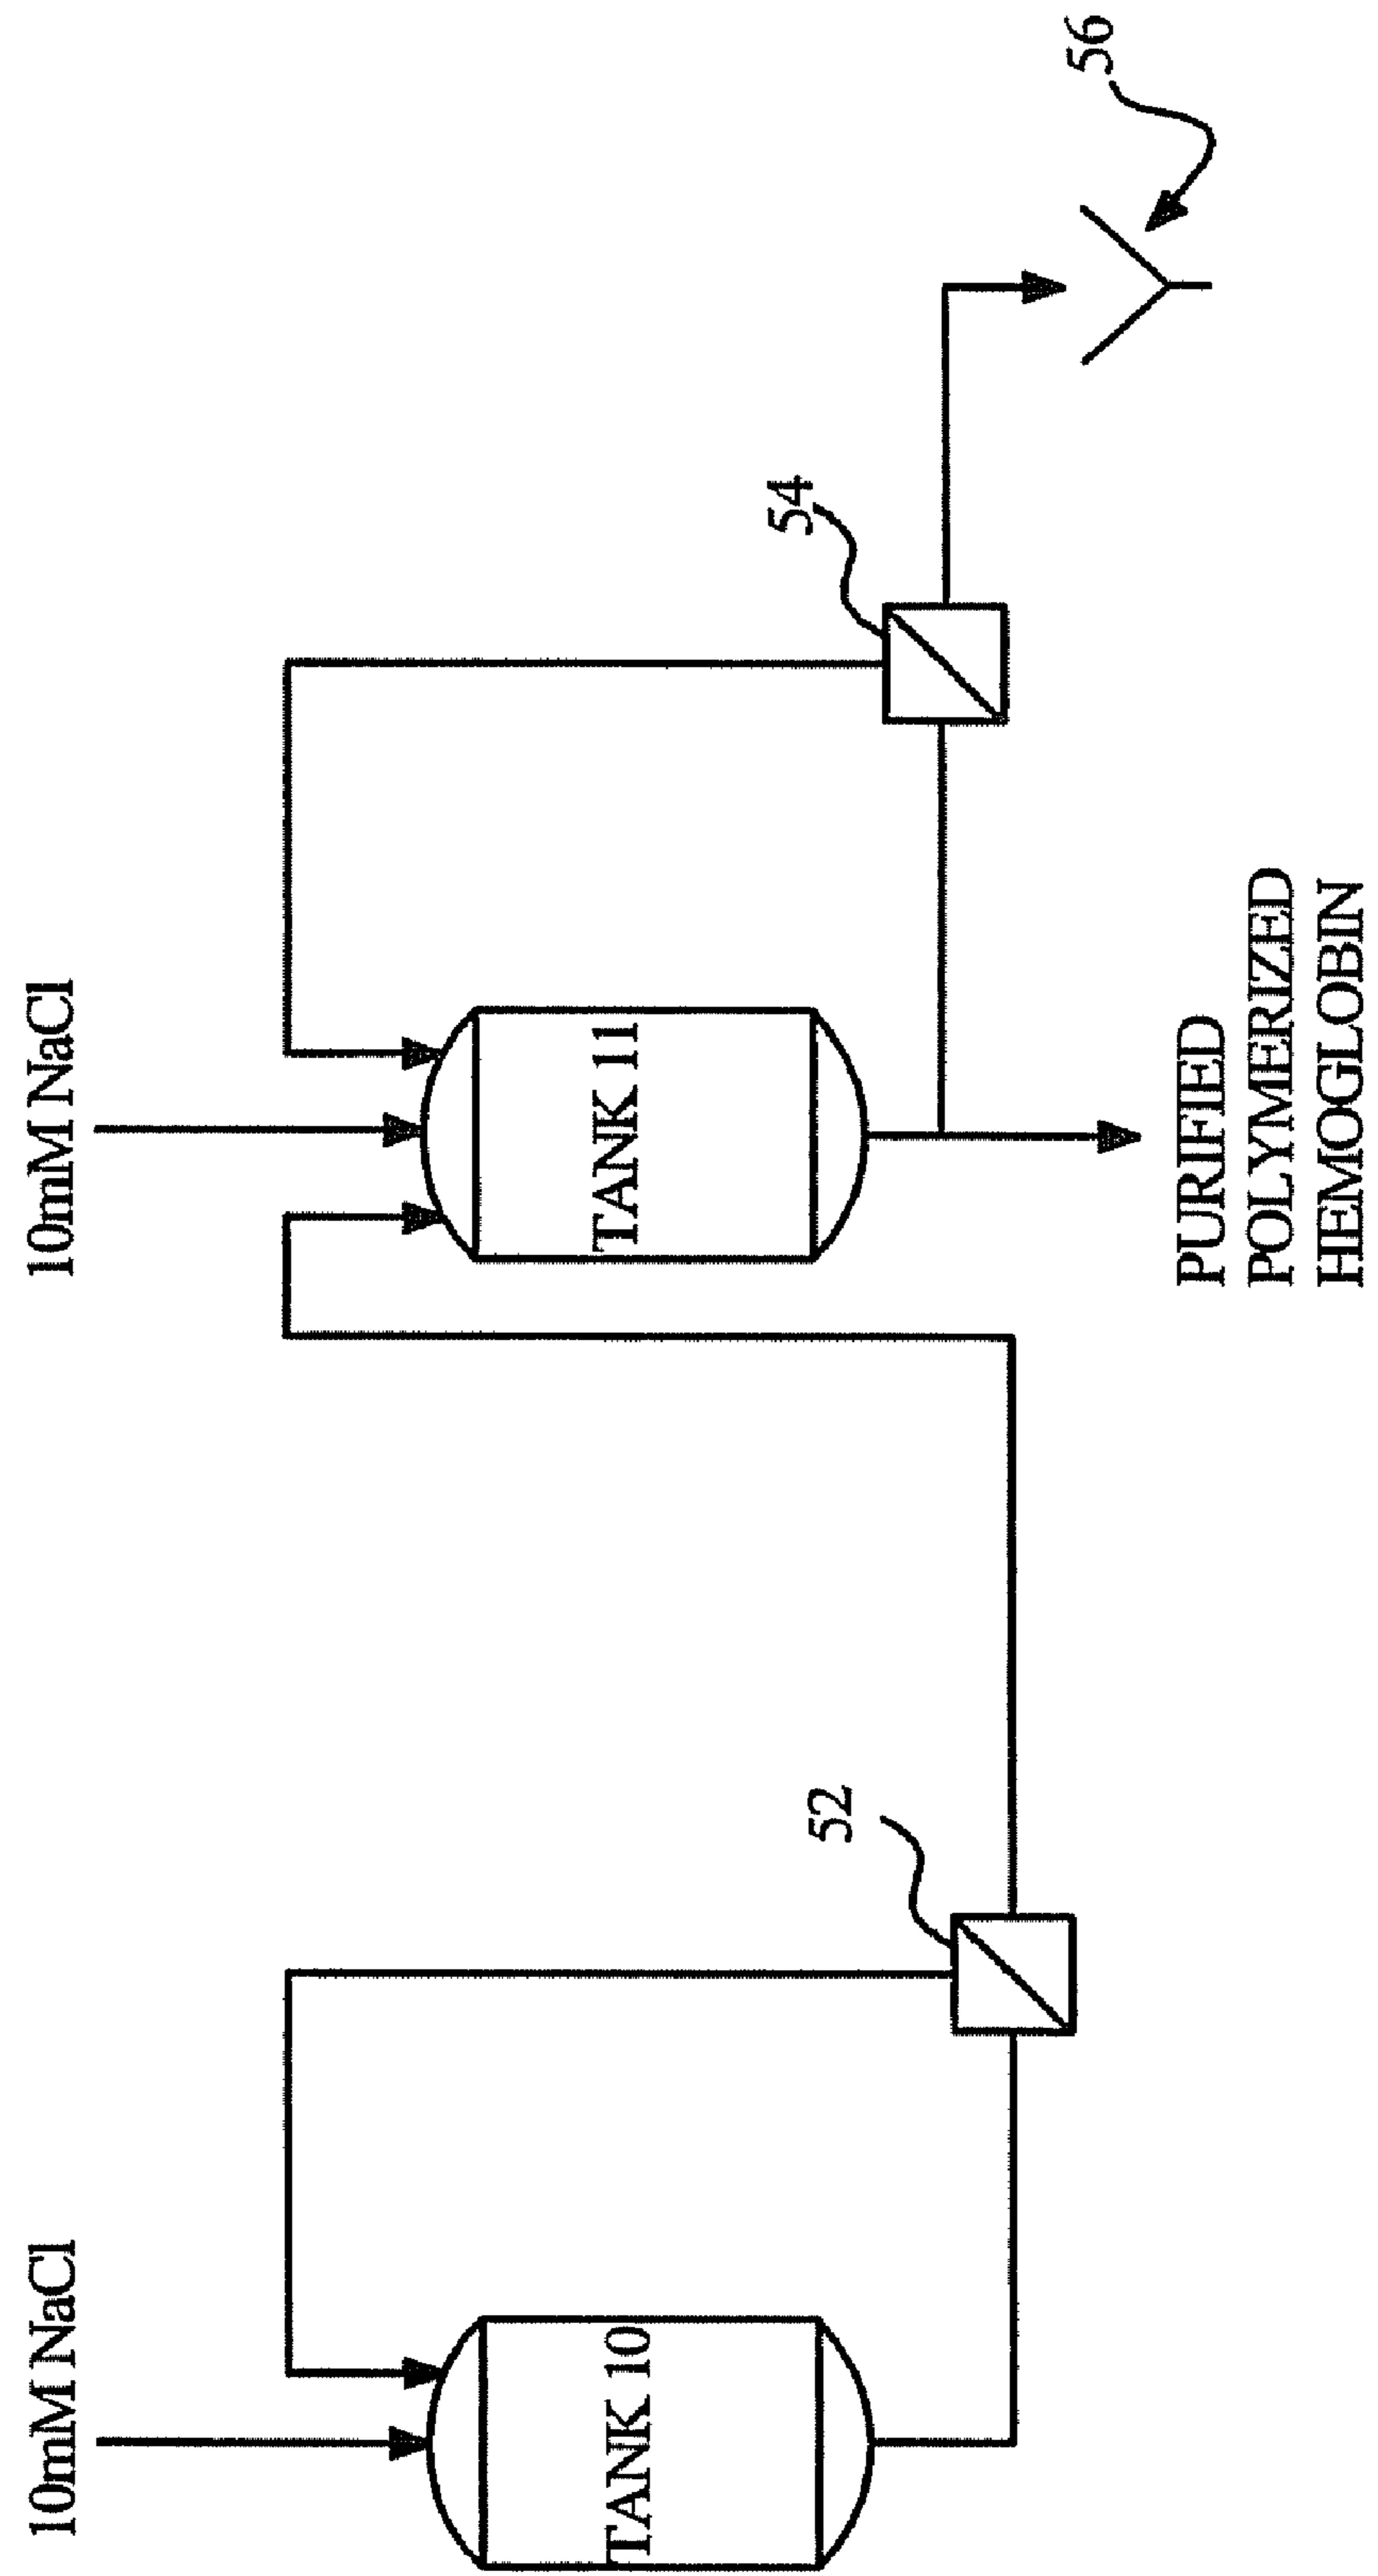 10mM NaCl
10mM NaCl
TANK 10
TANK 11
52
54
56
PURIFIED
POLYMERIZED
HEMOGLOBIN